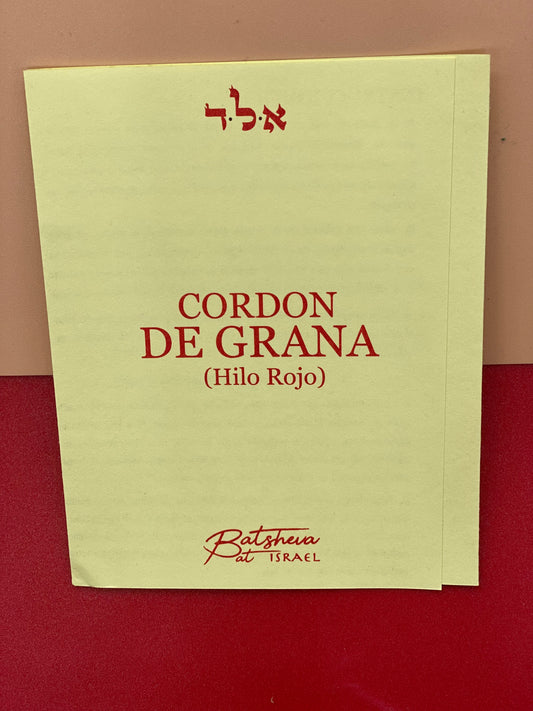 א·ל·ד
CORDON
DE GRANA
(Hilo Rojo)
Batsheva
Bat ISRAEL